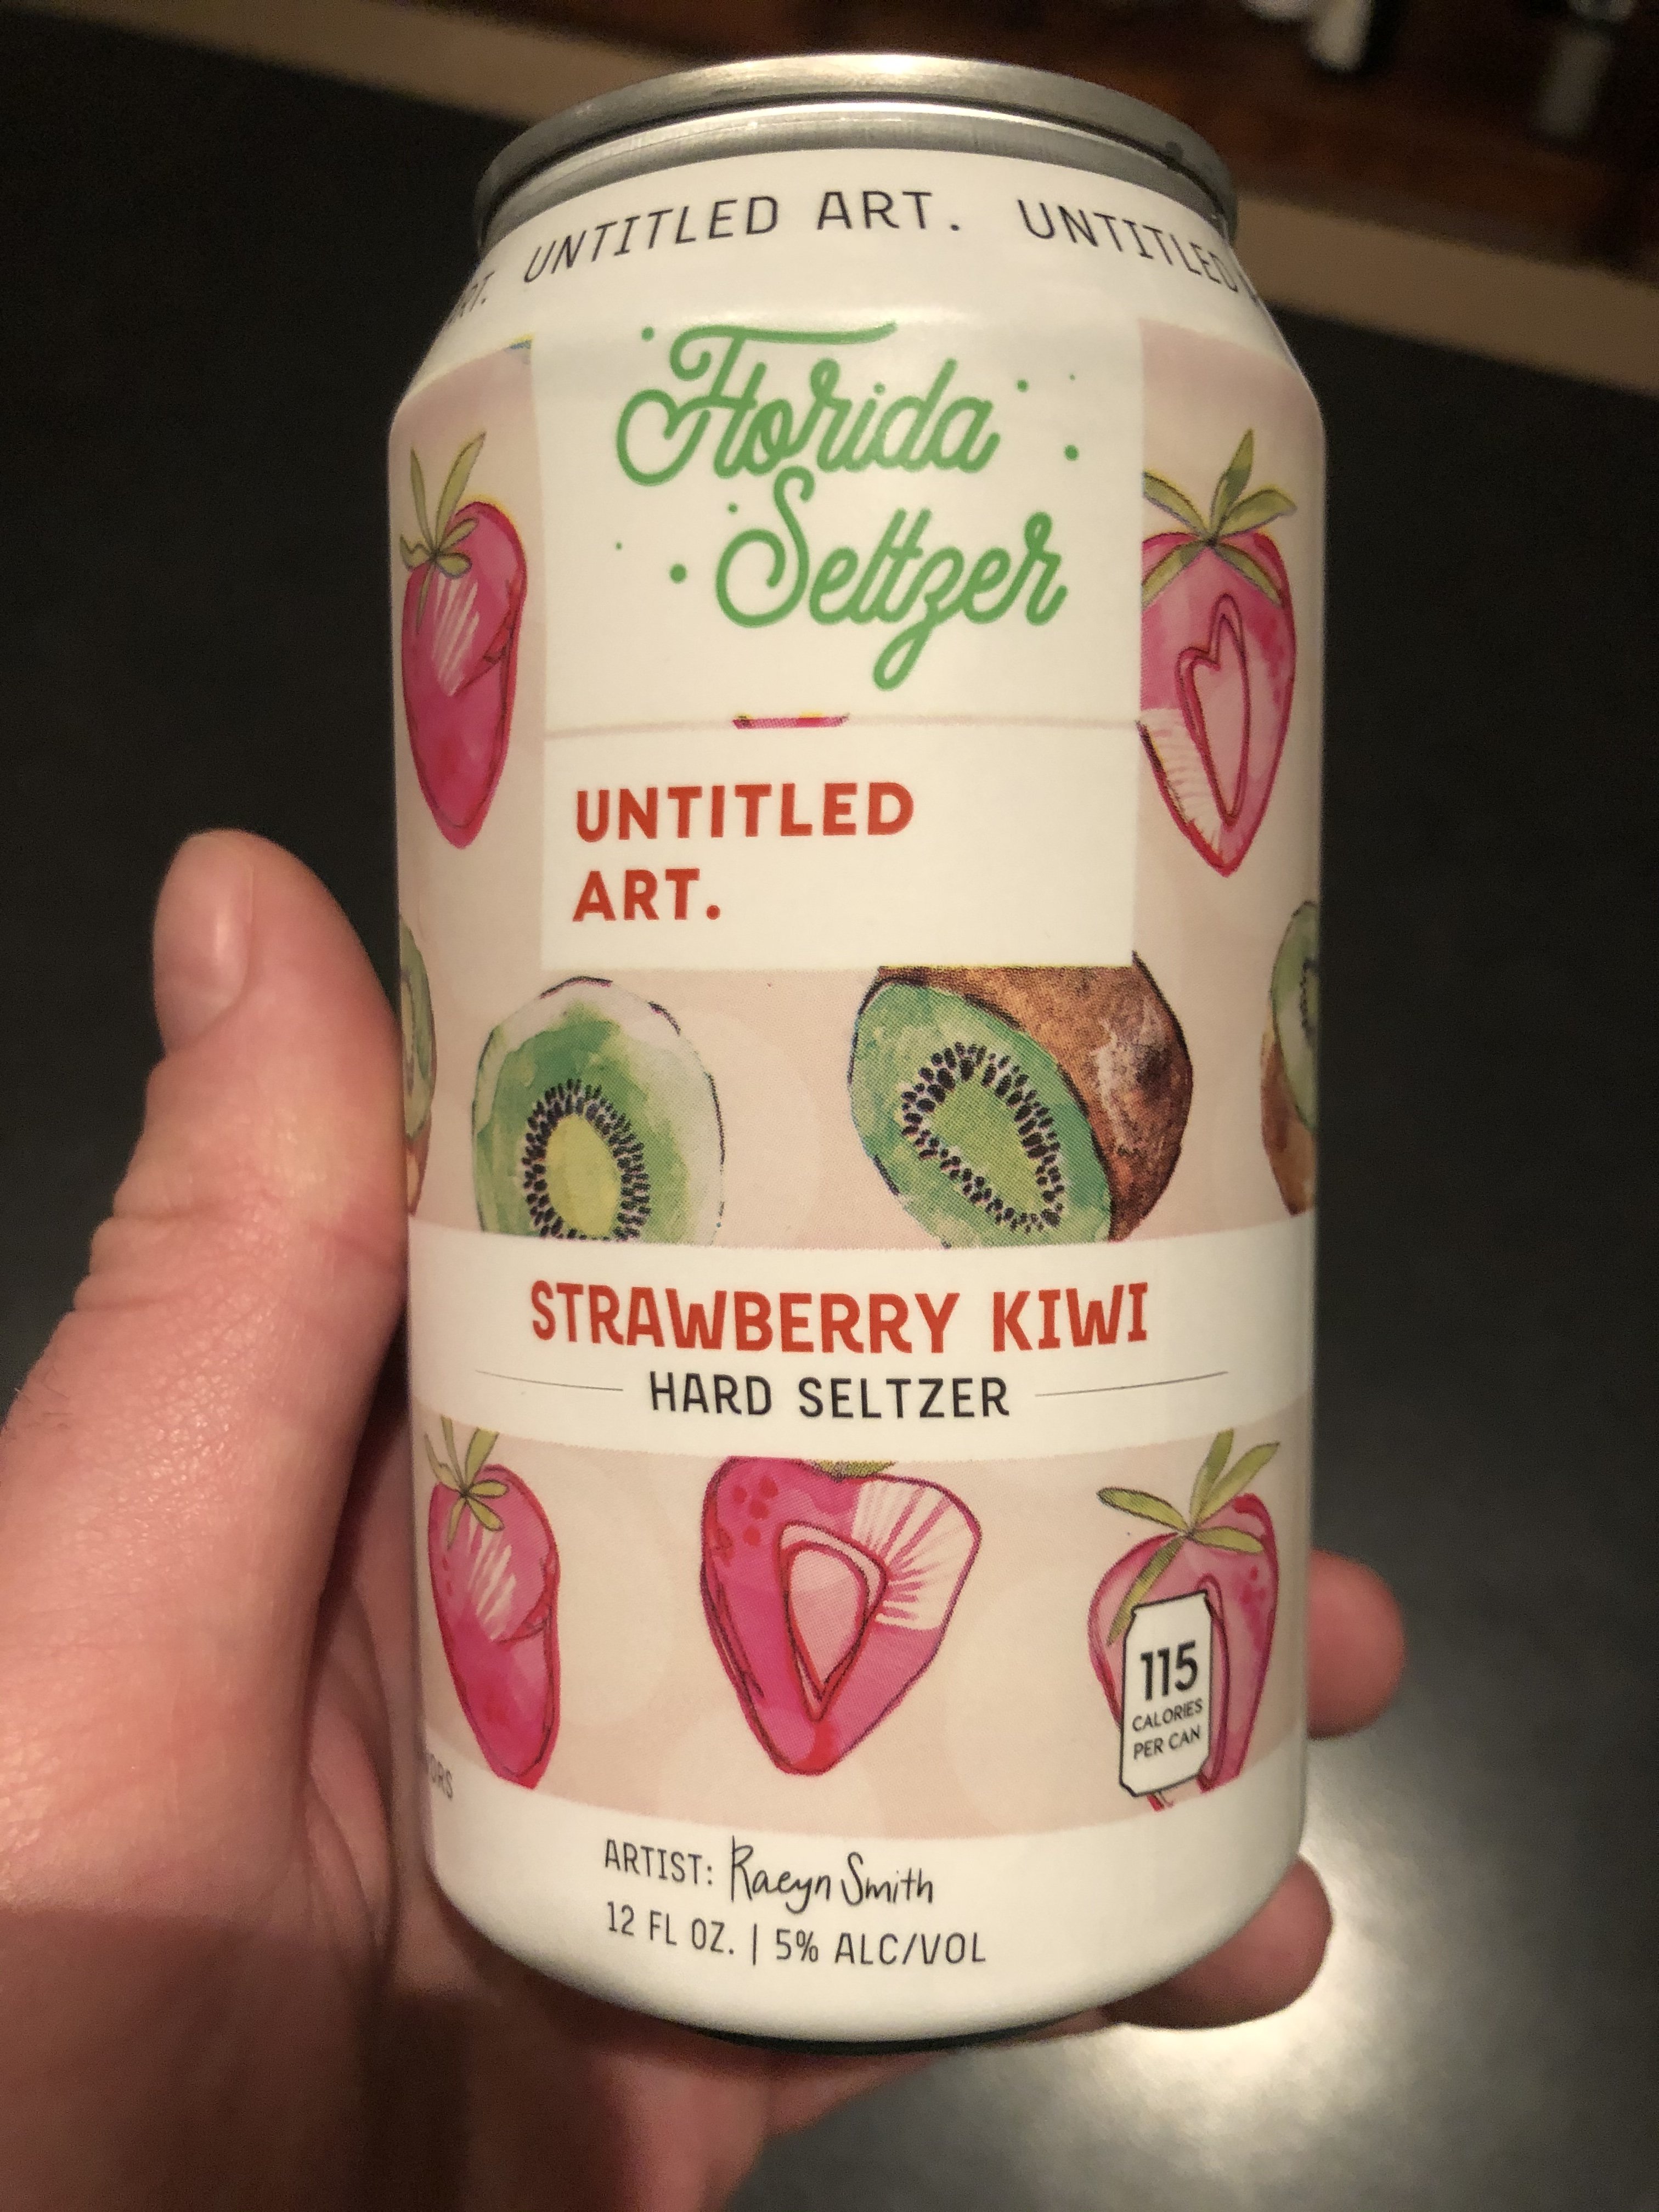 UNTITLED ART. UNTITLED
Florida
Seltzer
UNTITLED
ART.
STRAWBERRY KIWI
HARD SELTZER
115
CALORIES
PER CAN
ARTIST: Raeyn Smith
12 FL OZ. | 5% ALC/VOL